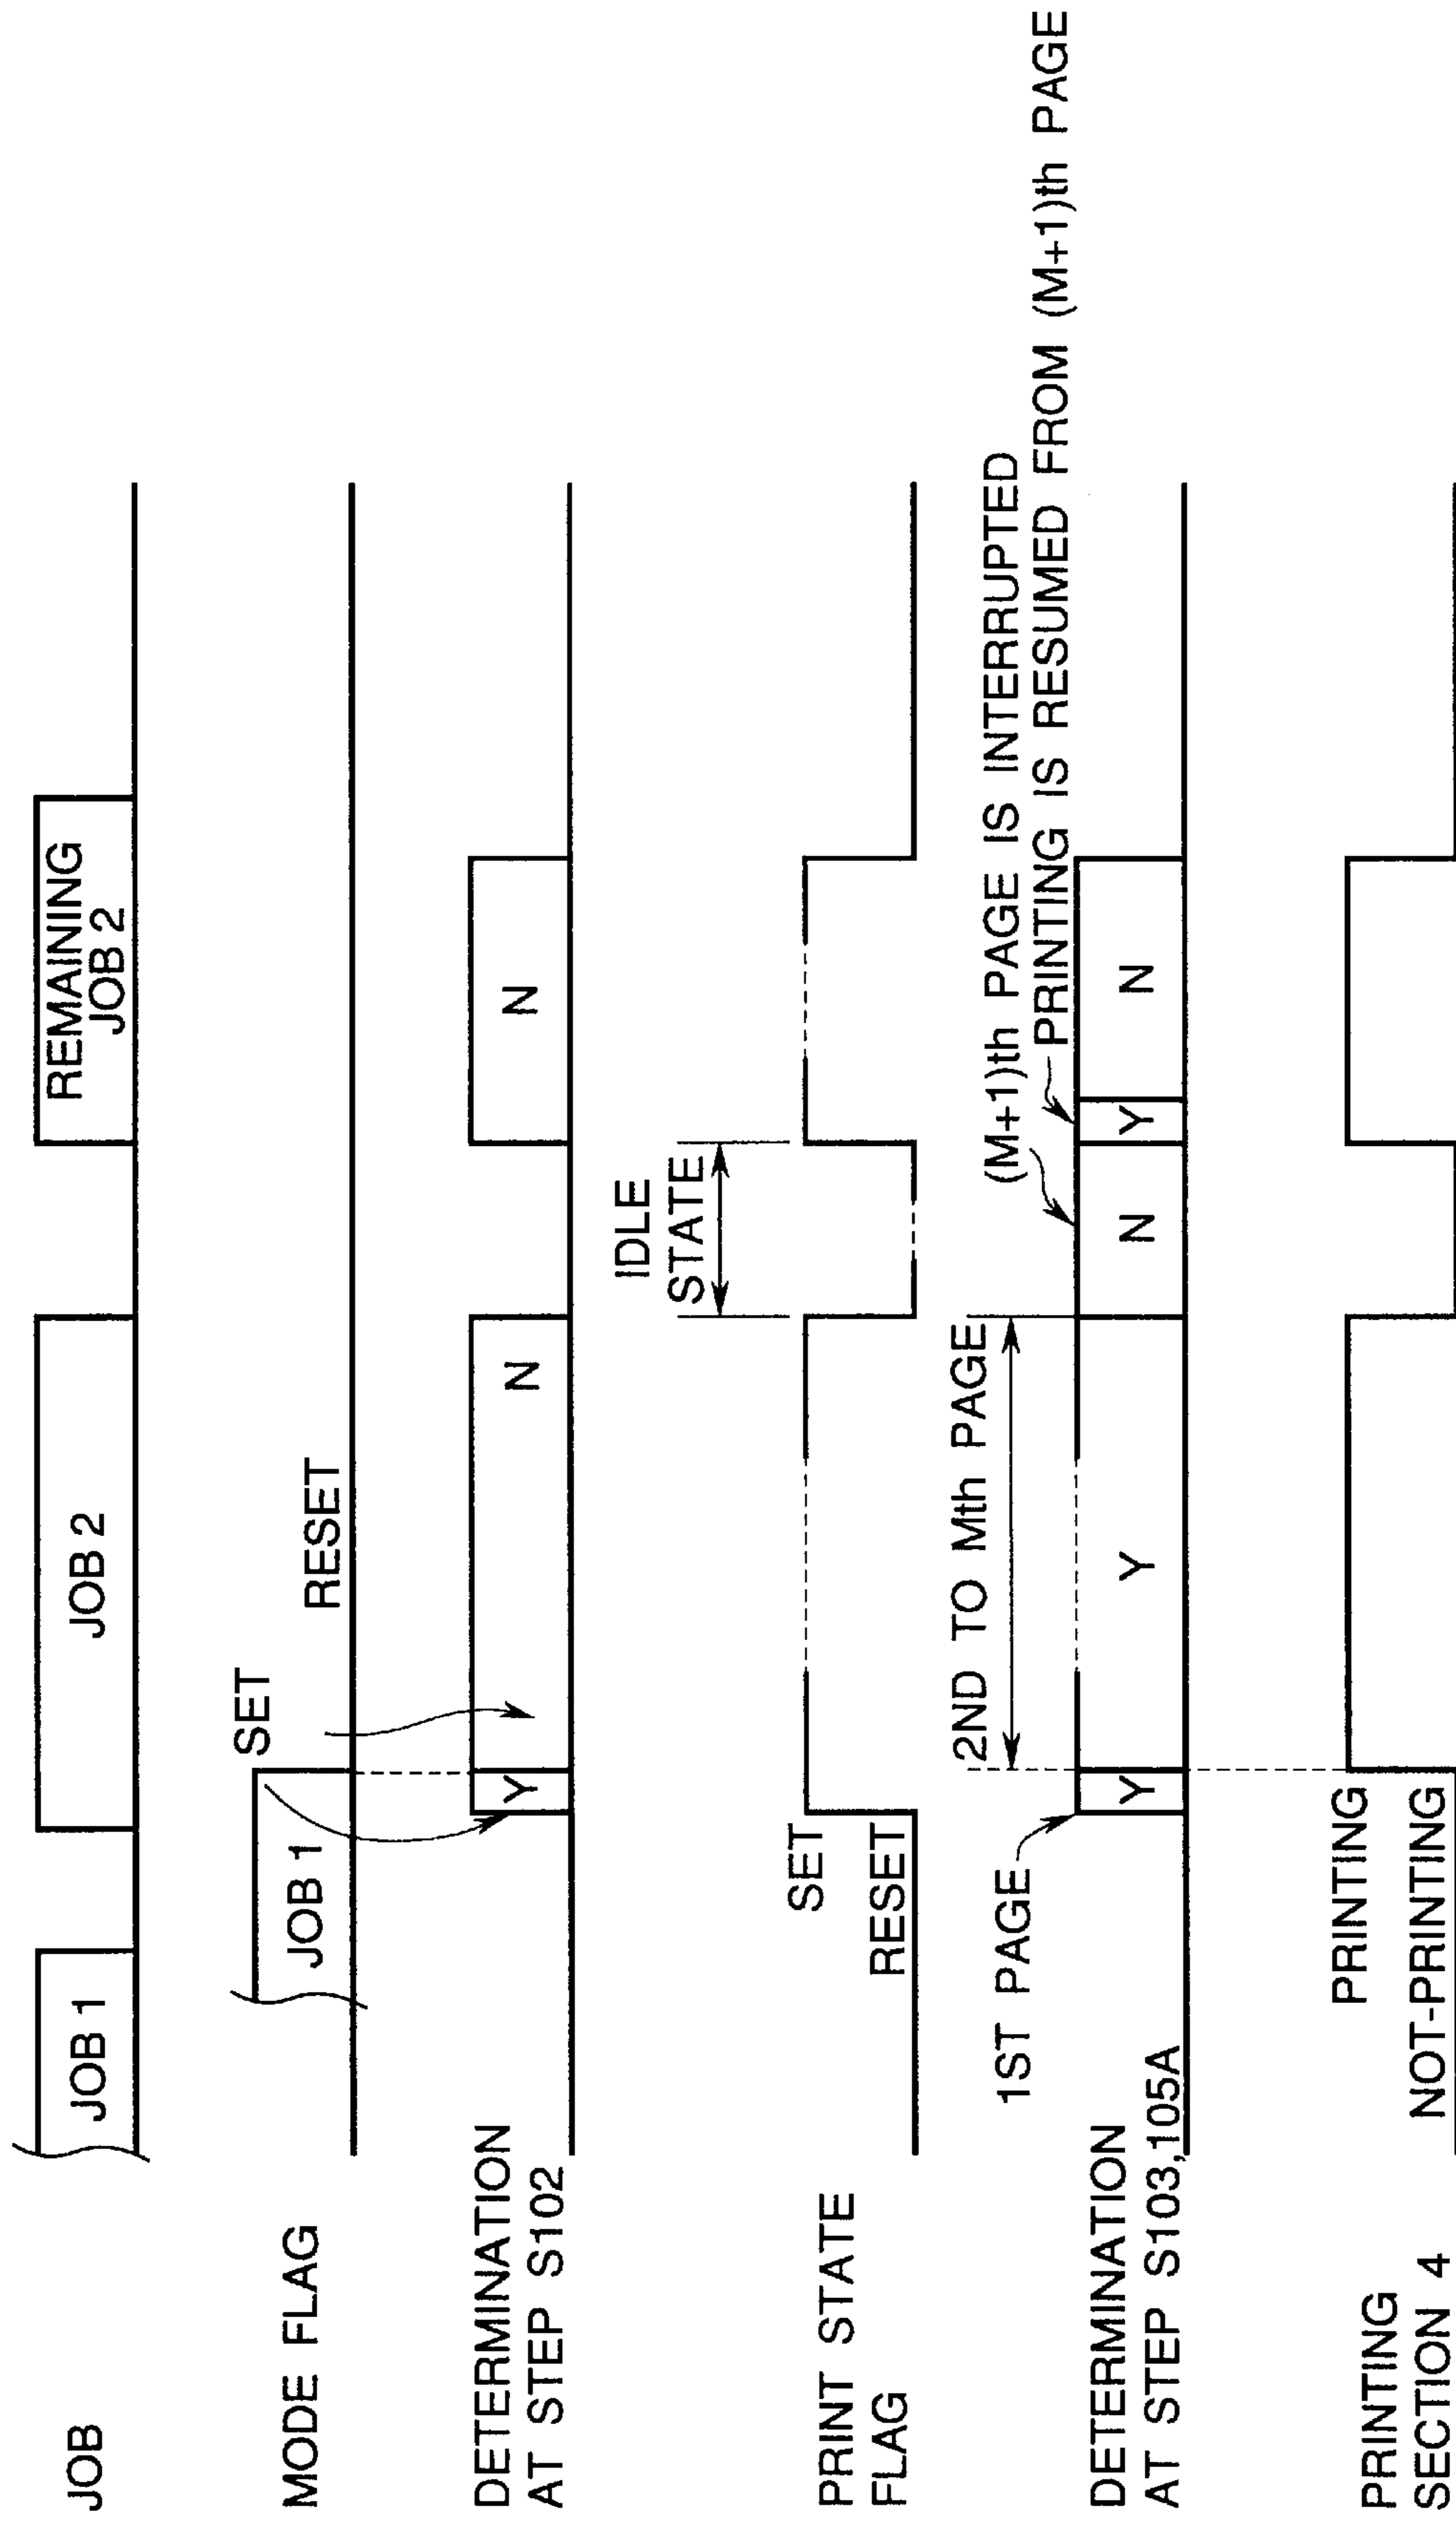 JOB
JOB 1
JOB 2
REMAINING
JOB 2
MODE FLAG
JOB 1
SET
RESET
DETERMINATION
AT STEP S102
Y
N
N
IDLE
STATE
PRINT STATE
FLAG
SET
RESET
1ST PAGE
2ND TO Mth PAGE
(M+1)th PAGE IS INTERRUPTED
PRINTING IS RESUMED FROM (M+1)th PAGE
DETERMINATION
AT STEP S103,105A
Y
Y
N
Y
N
PRINTING
SECTION 4
PRINTING
NOT-PRINTING